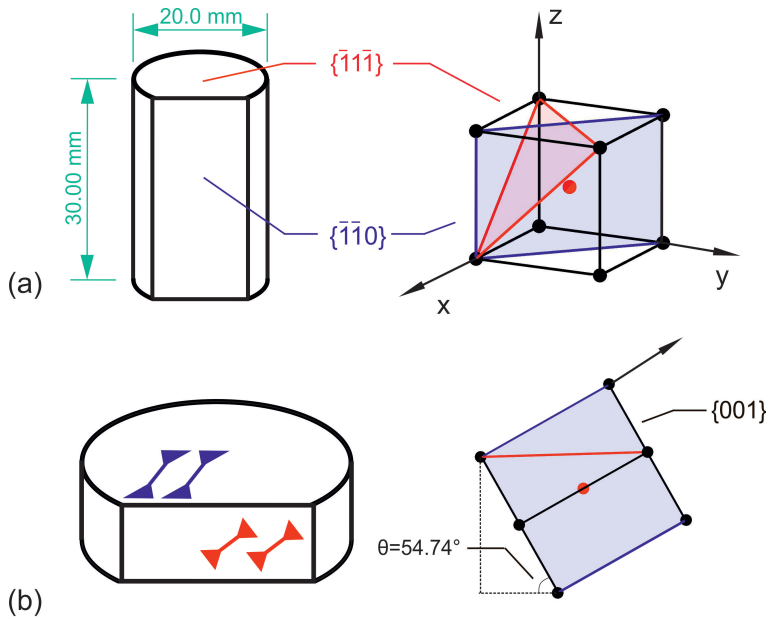 20.0 mm
30.00 mm
{1̄11̄}
{1̄1̄0}
z
y
x
(a)
{001}
θ=54.74°
(b)